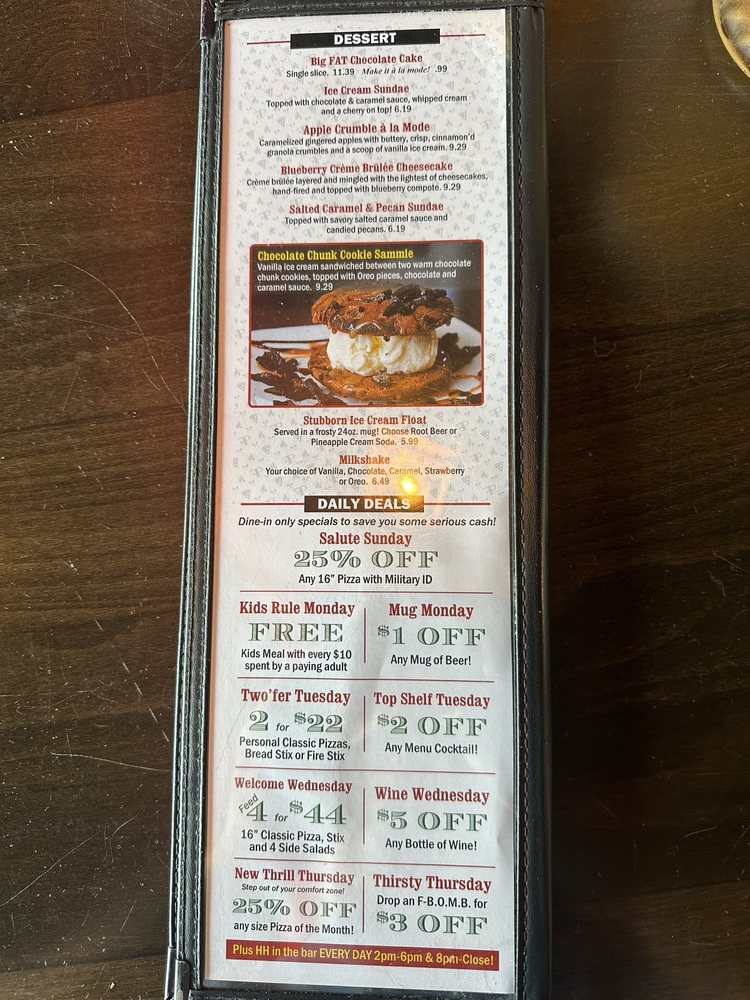 DESSERT
Big FAT Chocolate Cake
Single slice. 11.39 Make it à la mode! .99
Ice Cream Sundae
Topped with chocolate & caramel sauce, whipped cream
and a cherry on top! 6.19
Apple Crumble à la Mode
Caramelized gingered apples with buttery, crisp, cinnamon'd
granola crumbles and a scoop of vanilla ice cream. 9.29
Blueberry Crème Brûlée Cheesecake
Crème brûlée layered and mingled with the lightest of cheesecakes,
hand-fired and topped with blueberry compote. 9.29
Salted Caramel & Pecan Sundae
Topped with savory salted caramel sauce and
candied pecans. 6.19
Chocolate Chunk Cookie Sammie
Vanilla ice cream sandwiched between two warm chocolate
chunk cookies, topped with Oreo pieces, chocolate and
caramel sauce. 9.29
Stubborn Ice Cream Float
Served in a frosty 24oz. mug! Choose Root Beer or
Pineapple Cream Soda. 5.99
Milkshake
Your choice of Vanilla, Chocolate, Caramel, Strawberry
or Oreo. 6.49
DAILY DEALS
Dine-in only specials to save you some serious cash!
Salute Sunday
25% OFF
Any 16" Pizza with Military ID
Kids Rule Monday
FREE
Kids Meal with every $10
spent by a paying adult
Mug Monday
$1 OFF
Any Mug of Beer!
Two'fer Tuesday
2 for $22
Personal Classic Pizzas,
Bread Stix or Fire Stix
Top Shelf Tuesday
$2 OFF
Any Menu Cocktail!
Welcome Wednesday
Feed 4 for $44
16" Classic Pizza, Stix
and 4 Side Salads
Wine Wednesday
$5 OFF
Any Bottle of Wine!
New Thrill Thursday
Step out of your comfort zone!
25% OFF
any size Pizza of the Month!
Thirsty Thursday
Drop an F-B.O.M.B. for
$3 OFF
Plus HH in the bar EVERY DAY 2pm-6pm & 8pm-Close!